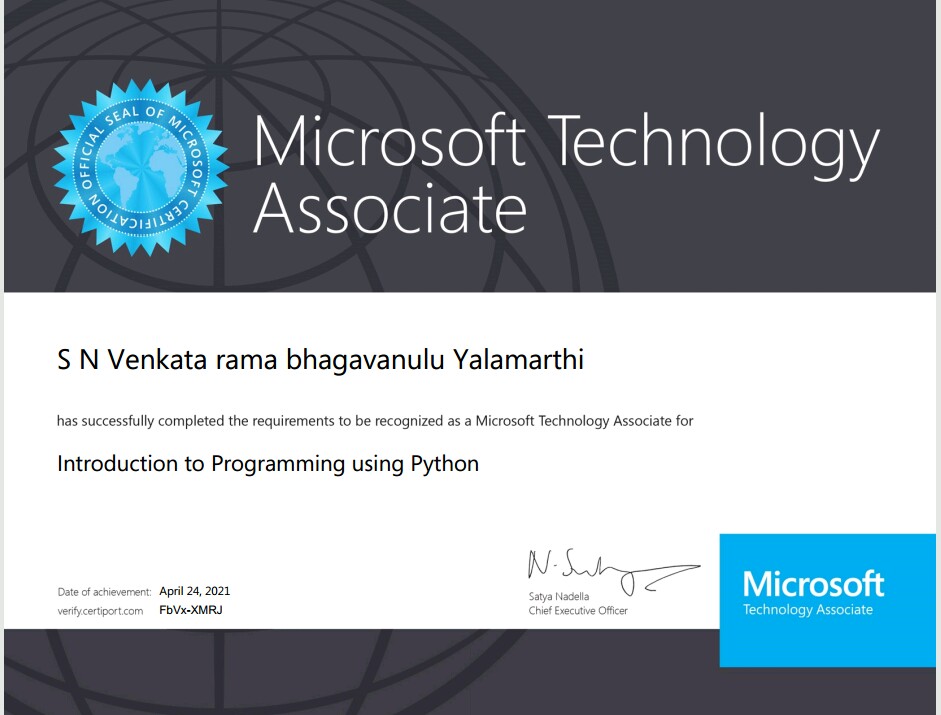 OFFICIAL SEAL OF MICROSOFT CERTIFICATION
Microsoft Technology
Associate
S N Venkata rama bhagavanulu Yalamarthi
has successfully completed the requirements to be recognized as a Microsoft Technology Associate for
Introduction to Programming using Python
Date of achievement: April 24, 2021
verify.certiport.com FbVx-XMRJ
N. Satya
Satya Nadella
Chief Executive Officer
Microsoft
Technology Associate